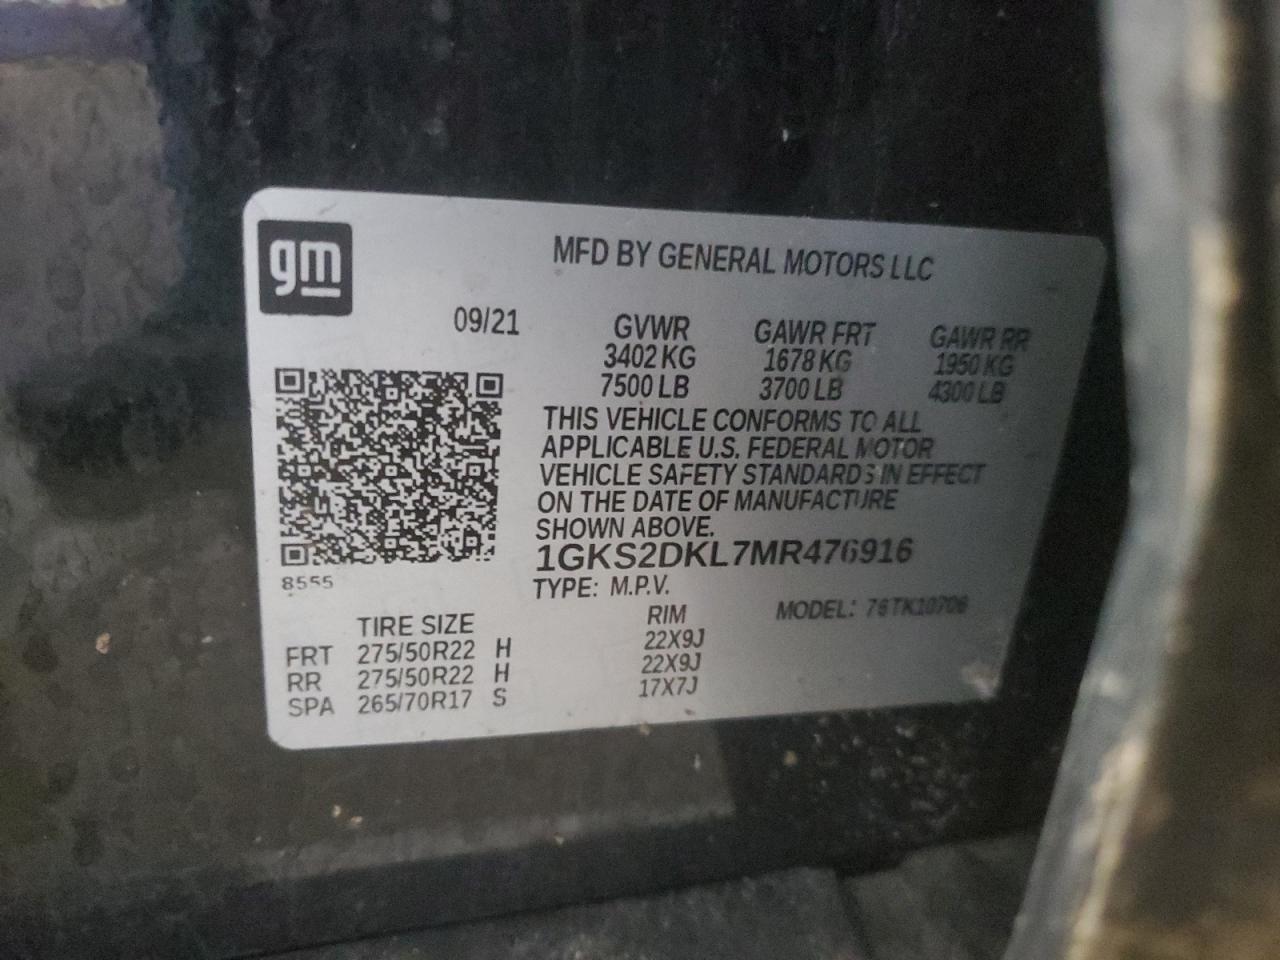 gm
MFD BY GENERAL MOTORS LLC
09/21 GVWR GAWR FRT GAWR RR
3402 KG 1678 KG 1950 KG
7500 LB 3700 LB 4300 LB
THIS VEHICLE CONFORMS TO ALL
APPLICABLE U.S. FEDERAL MOTOR
VEHICLE SAFETY STANDARDS IN EFFECT
ON THE DATE OF MANUFACTURE
SHOWN ABOVE.
1GKS2DKL7MR476916
8555
TYPE: M.P.V. MODEL: 76TK10706
TIRE SIZE RIM
FRT 275/50R22 H 22X9J
RR 275/50R22 H 22X9J
SPA 265/70R17 S 17X7J